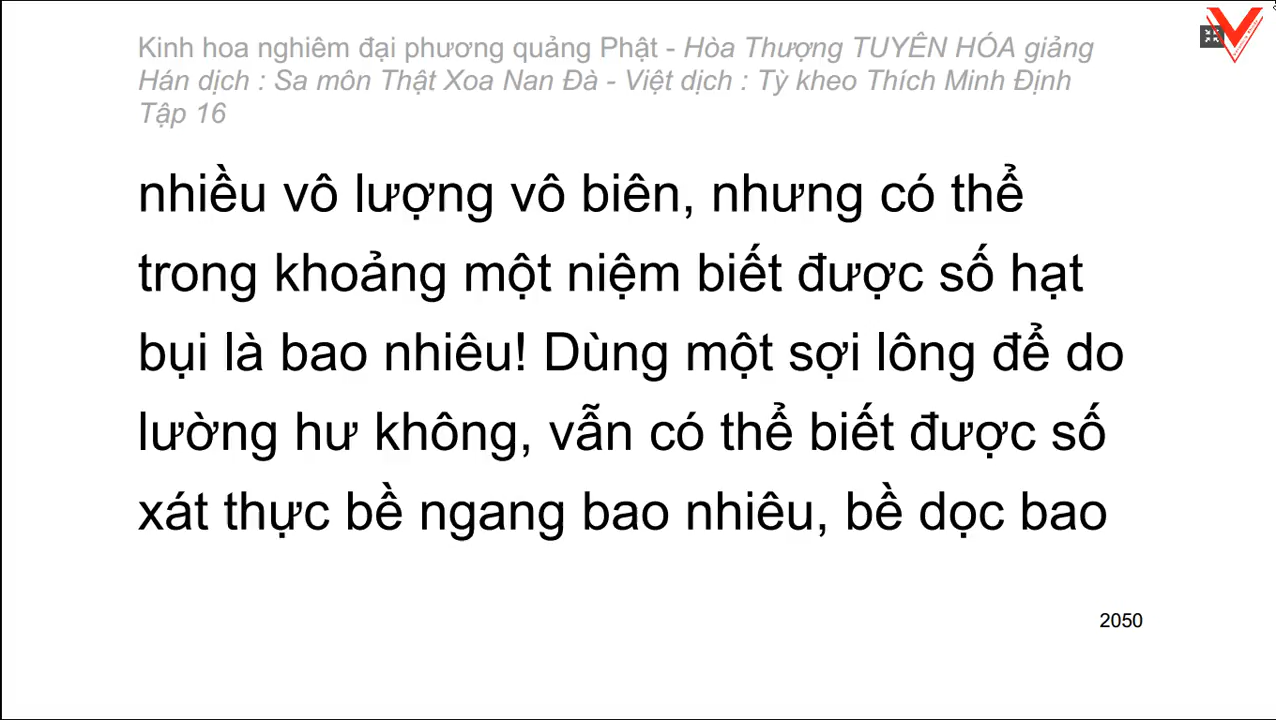 Kinh hoa nghiêm đại phương quảng Phật - Hòa Thượng TUYÊN HÓA giảng
Hán dịch : Sa môn Thật Xoa Nan Đà - Việt dịch : Tỳ kheo Thích Minh Định
Tập 16
nhiều vô lượng vô biên, nhưng có thể
trong khoảng một niệm biết được số hạt
bụi là bao nhiêu! Dùng một sợi lông để do
lường hư không, vẫn có thể biết được số
xát thực bề ngang bao nhiêu, bề dọc bao
2050